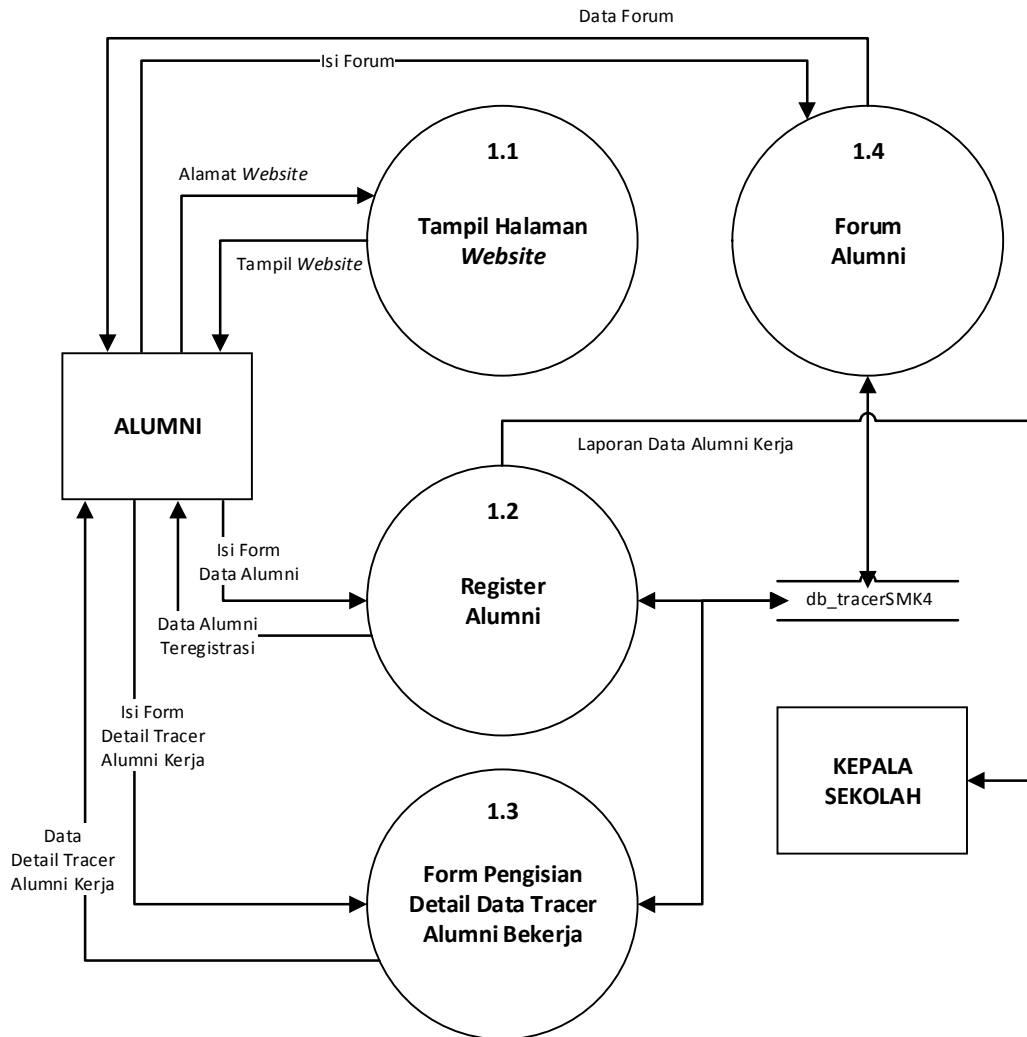 Data Forum
Isi Forum
1.1
Tampil Halaman
Website
1.4
Forum
Alumni
Alamat Website
Tampil Website
ALUMNI
Laporan Data Alumni Kerja
1.2
Register
Alumni
Isi Form
Data Alumni
Data Alumni
Teregistrasi
db_tracerSMK4
Isi Form
Detail Tracer
Alumni Kerja
KEPALA
SEKOLAH
1.3
Form Pengisian
Detail Data Tracer
Alumni Bekerja
Data
Detail Tracer
Alumni Kerja